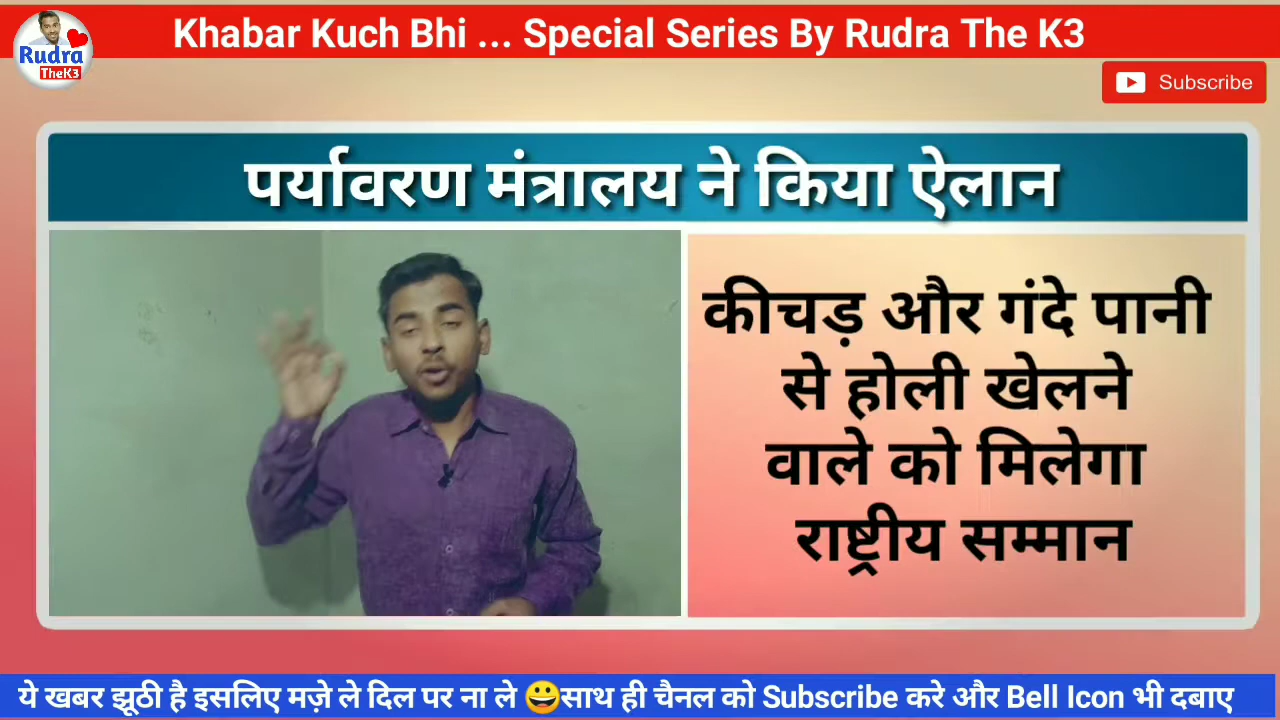 Khabar Kuch Bhi ... Special Series By Rudra The K3
Rudra
TheK3
Subscribe
पर्यावरण मंत्रालय ने किया ऐलान
कीचड़ और गंदे पानी
से होली खेलने
वाले को मिलेगा
राष्ट्रीय सम्मान
ये खबर झूठी है इसलिए मज़े ले दिल पर ना ले 😀साथ ही चैनल को Subscribe करे और Bell Icon भी दबाए